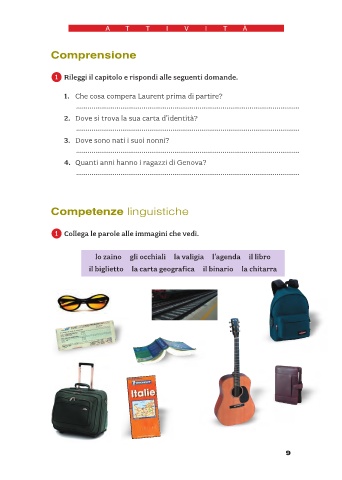 A T T I V I T À
Comprensione
1 Rileggi il capitolo e rispondi alle seguenti domande.
1. Che cosa compera Laurent prima di partire?
2. Dove si trova la sua carta d'identità?
3. Dove sono nati i suoi nonni?
4. Quanti anni hanno i ragazzi di Genova?
Competenze linguistiche
1 Collega le parole alle immagini che vedi.
lo zaino gli occhiali la valigia l'agenda il libro
il biglietto la carta geografica il binario la chitarra
Italie
9